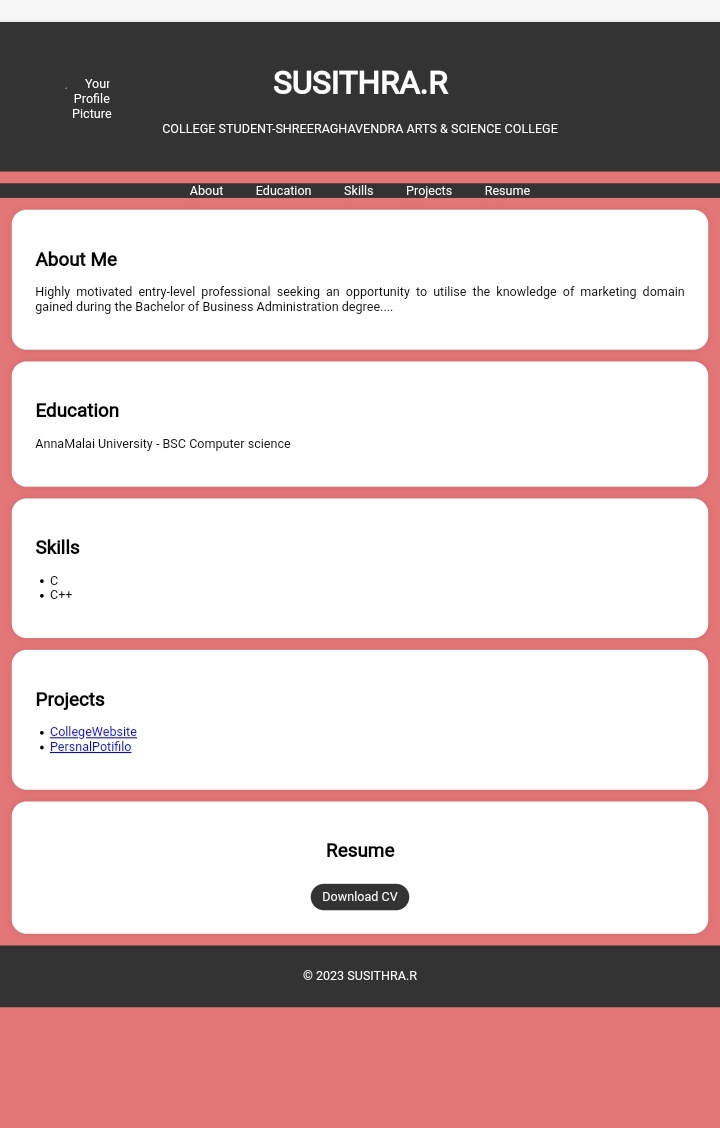 Your
Profile
Picture
SUSITHRA.R
COLLEGE STUDENT-SHREERAGHAVENDRA ARTS & SCIENCE COLLEGE
About Education Skills Projects Resume
About Me
Highly motivated entry-level professional seeking an opportunity to utilise the knowledge of marketing domain
gained during the Bachelor of Business Administration degree....
Education
AnnaMalai University - BSC Computer science
Skills
• C
• C++
Projects
• CollegeWebsite
• PersnalPotifilo
Resume
Download CV
© 2023 SUSITHRA.R